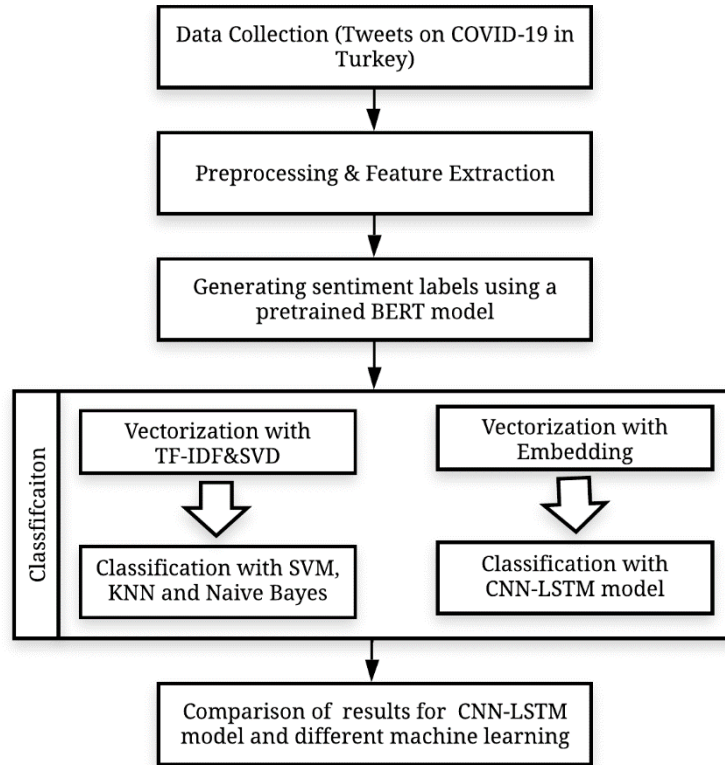 Data Collection (Tweets on COVID-19 in
Turkey)
Preprocessing & Feature Extraction
Generating sentiment labels using a
pretrained BERT model
Classfifcaiton
Vectorization with
TF-IDF&SVD
Vectorization with
Embedding
Classification with SVM,
KNN and Naive Bayes
Classification with
CNN-LSTM model
Comparison of results for CNN-LSTM
model and different machine learning